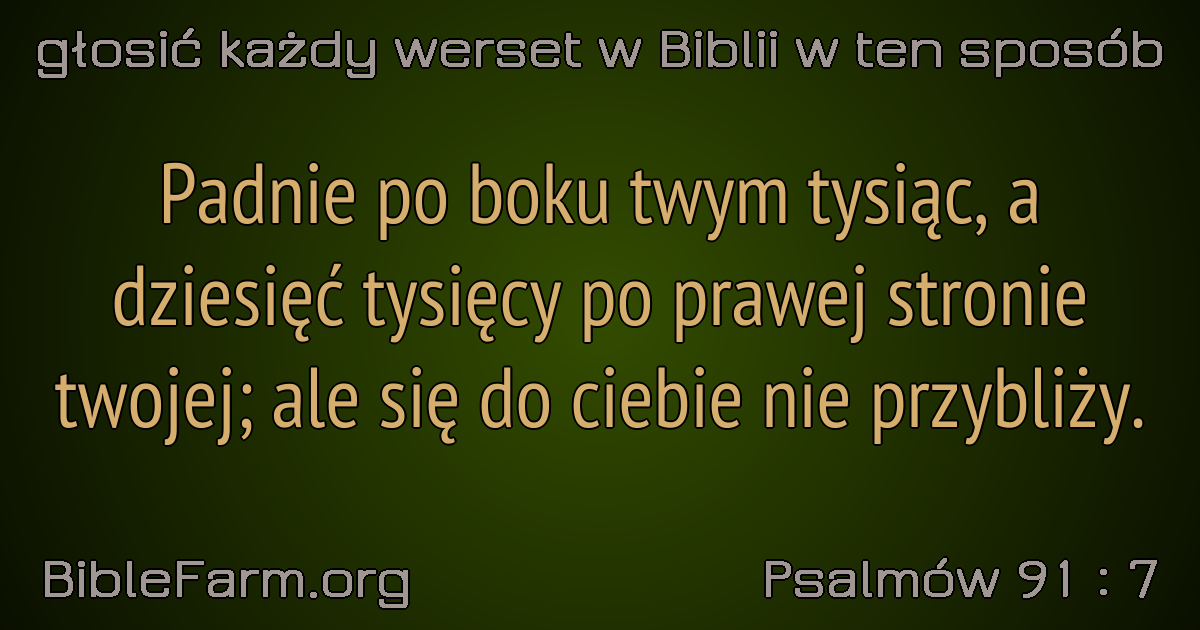 głosić każdy werset w Biblii w ten sposób
Padnie po boku twym tysiąc, a
dziesięć tysięcy po prawej stronie
twojej; ale się do ciebie nie przybliży.
BibleFarm.org
Psalmów 91 : 7